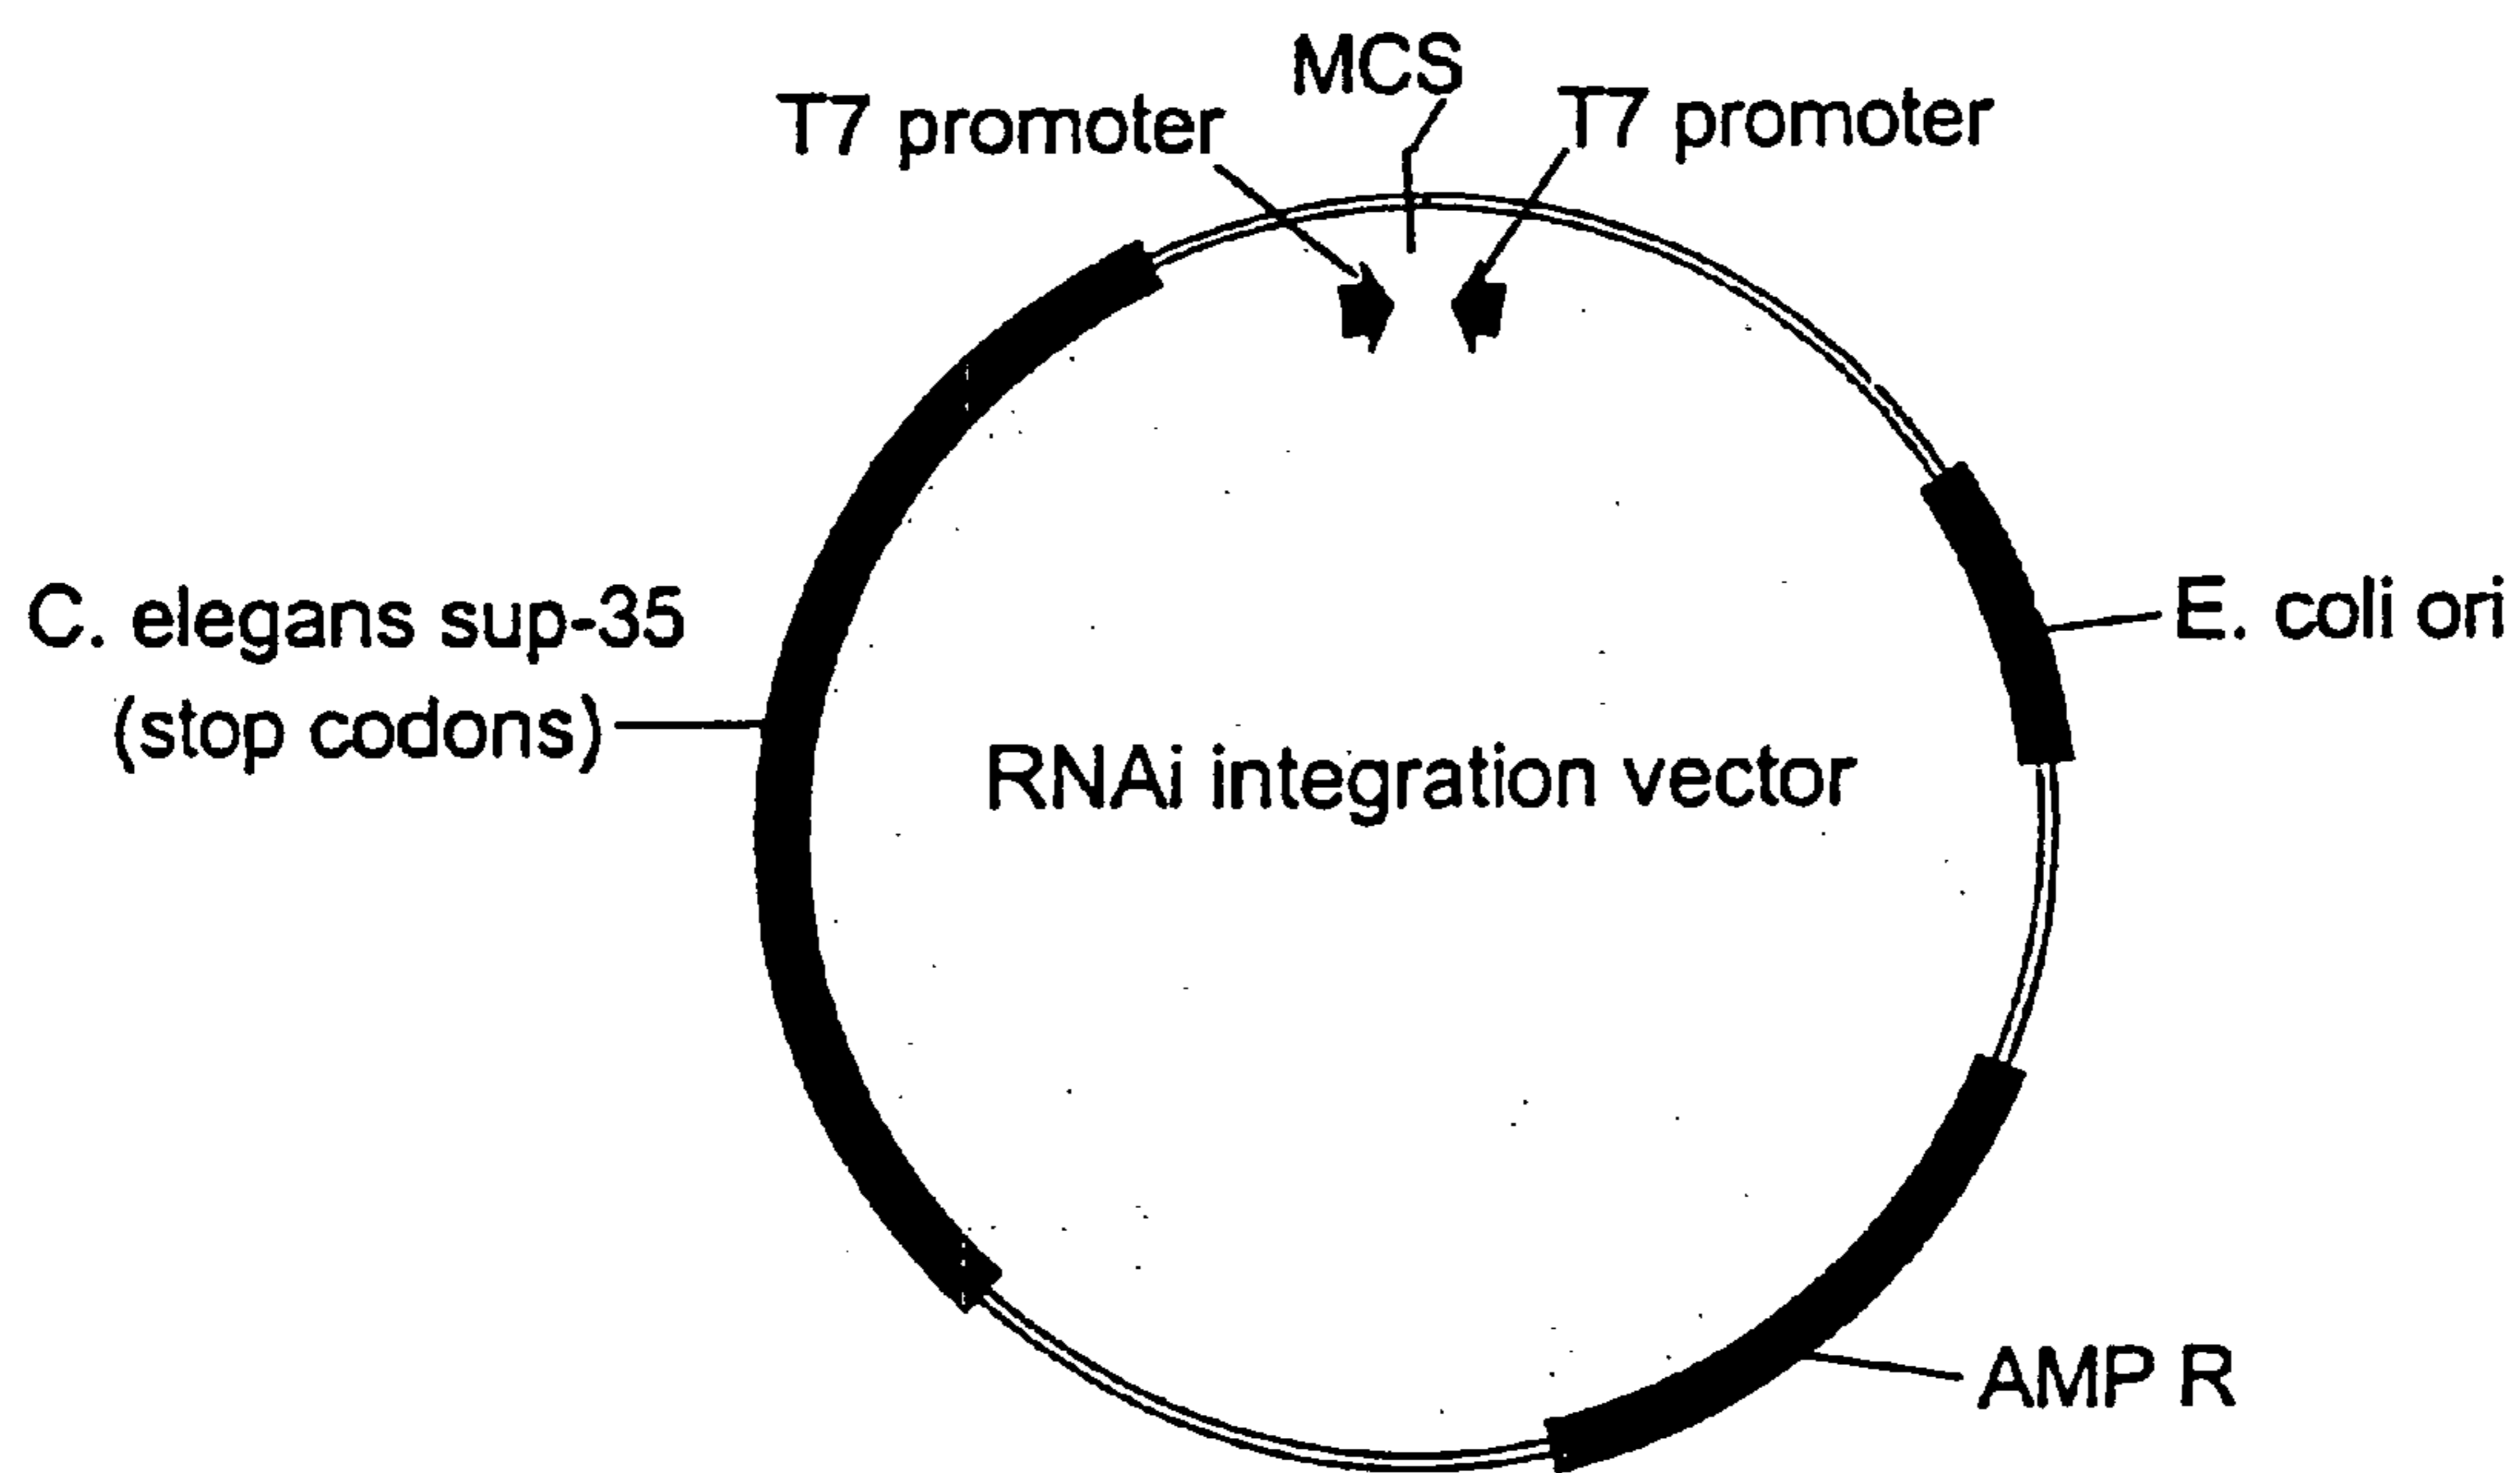 MCS
T7 promoter
T7 promoter
C. elegans sup-35
(stop codons)
E. coli ori
RNAi integration vector
AMP R